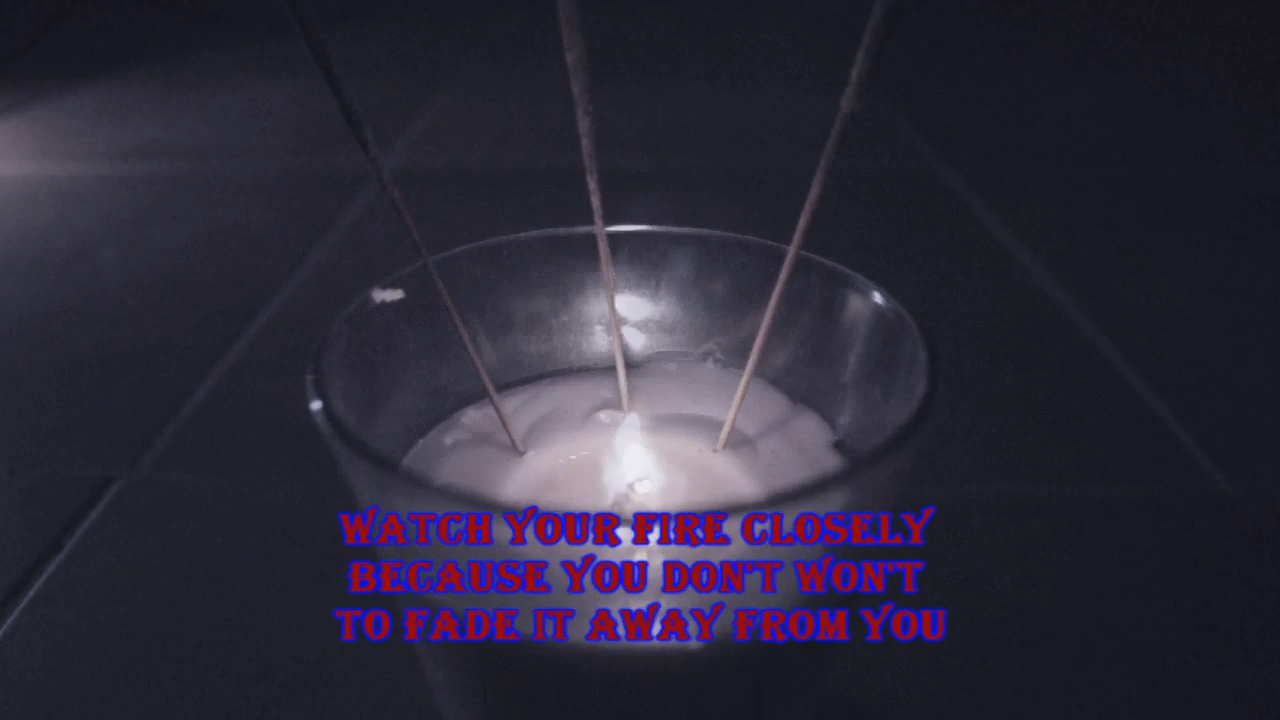 WATCH YOUR FIRE CLOSELY
BECAUSE YOU DON'T WON'T
TO FADE IT AWAY FROM YOU